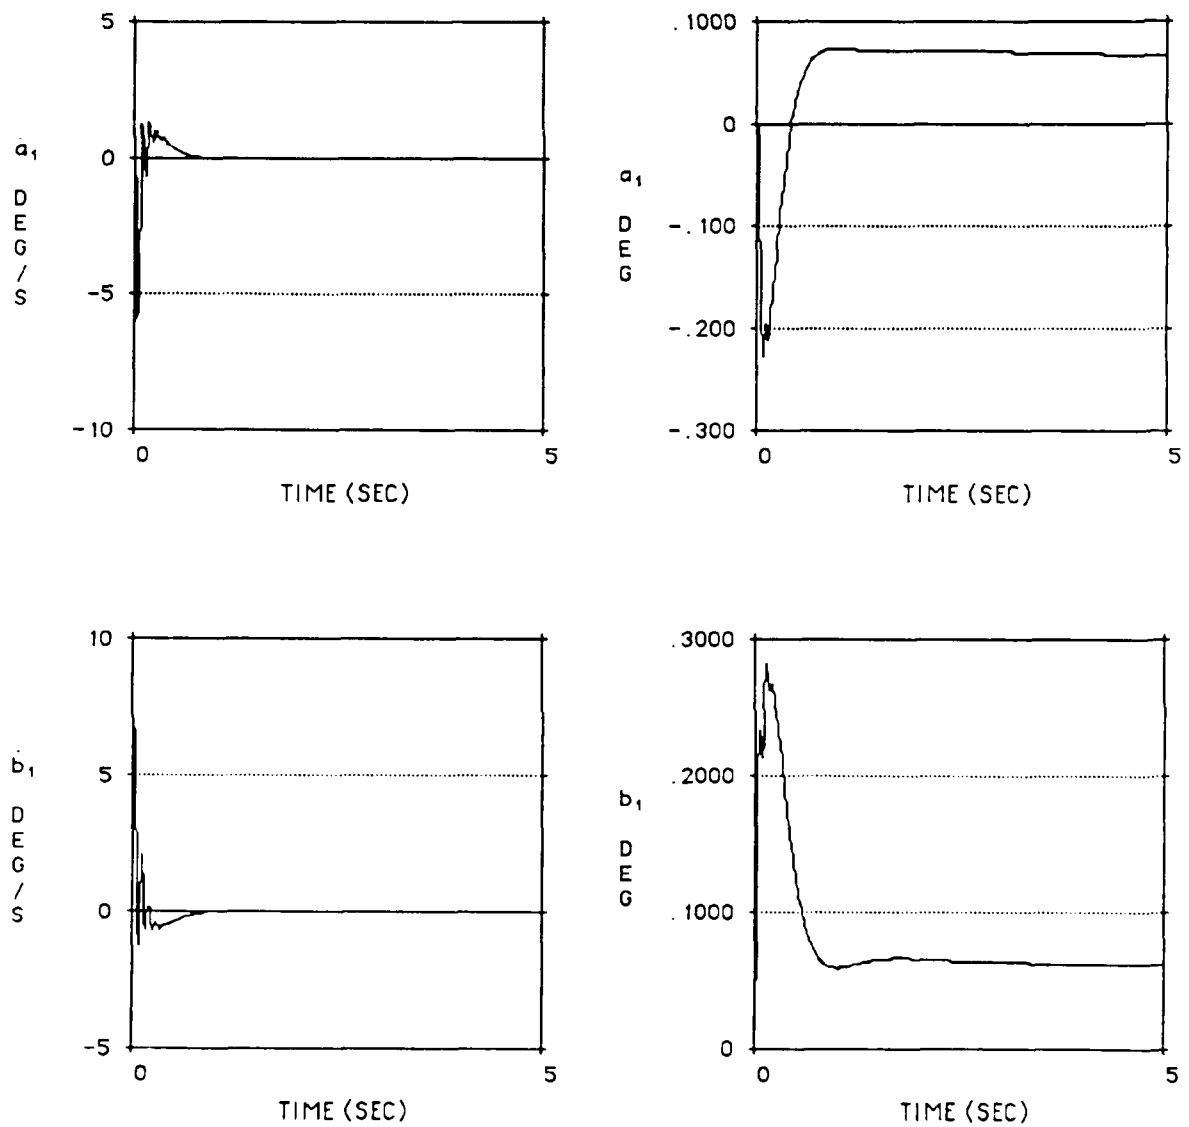 5
0
-5
-10
ȧ₁
DEG/S
0
5
TIME (SEC)
.1000
0
-.100
-.200
-.300
a₁
DEG
0
5
TIME (SEC)
10
5
0
-5
ḃ₁
DEG/S
0
5
TIME (SEC)
.3000
.2000
.1000
0
b₁
DEG
0
5
TIME (SEC)